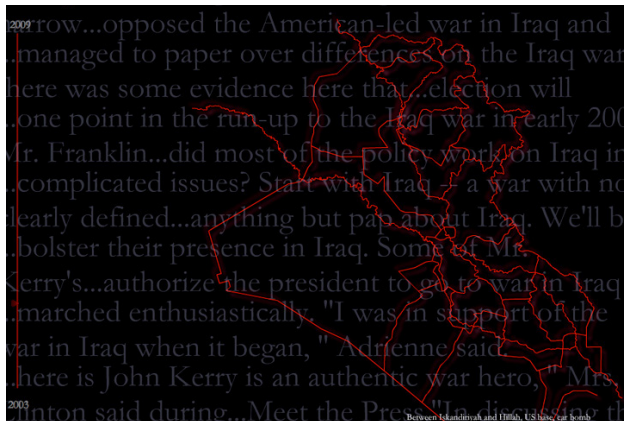 2009
arrow...opposed the American-led war in Iraq and
...managed to paper over differences on the Iraq war
here was some evidence here that...election will
...one point in the run-up to the Iraq war in early 200
Mr. Franklin...did most of the policy work on Iraq in
...complicated issues? Start with Iraq -- a war with no
learly defined...anything but pap about Iraq. We'll b
...bolster their presence in Iraq. Some of Mr.
Kerry's...authorize the president to go to war in Iraq
...marched enthusiastically. "I was in support of the
war in Iraq when it began, " Adrienne said.
...here is John Kerry is an authentic war hero, " Mrs.
linton said during...Meet the Press "In discussing th
2003
Between Iskandiriyah and Hillah, US base, car bomb